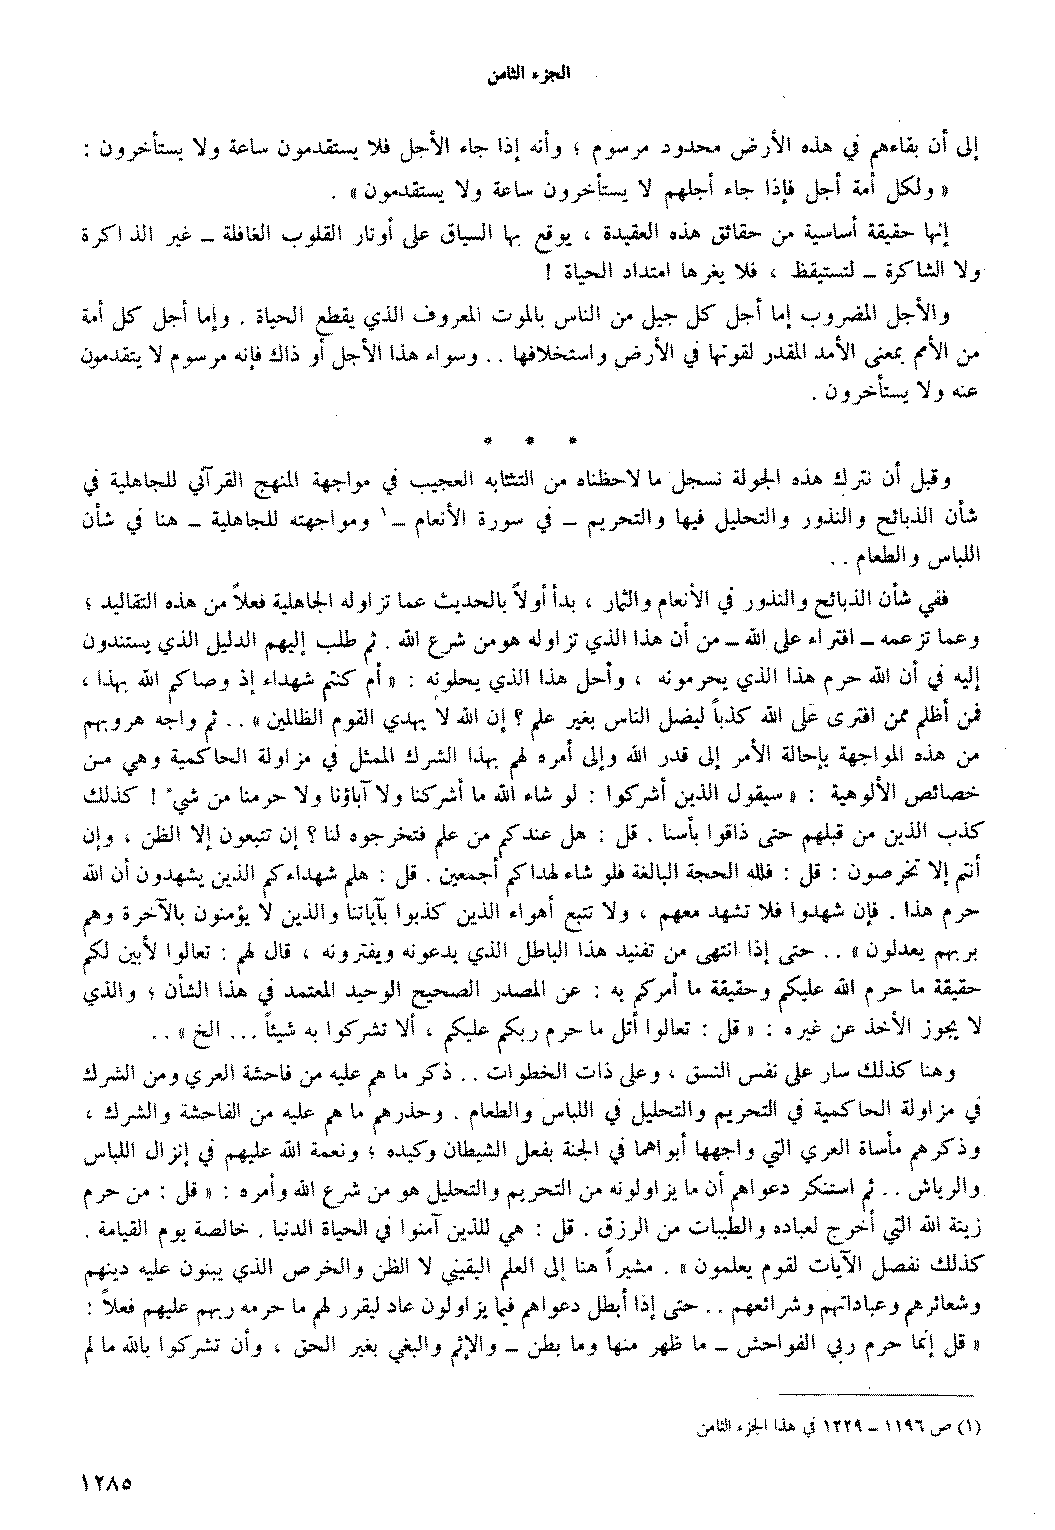 الجزء الثامن
إلى أن بقاءهم في هذه الأرض محدود مرسوم ؛ وأنه إذا جاء الأجل فلا يستقدمون ساعة ولا يستأخرون :
« ولكل أمة أجل فإذا جاء أجلهم لا يستأخرون ساعة ولا يستقدمون » .
إنها حقيقة أساسية من حقائق هذه العقيدة ، يوقع بها السياق على أوتار القلوب الغافلة – غير الذاكرة
ولا الشاكرة – لتستيقظ ، فلا يغرها امتداد الحياة !
والأجل المضروب إما أجل كل جيل من الناس بالموت المعروف الذي يقطع الحياة . وإما أجل كل أمة
من الأمم بمعنى الأمد المقدر لقوتها في الأرض واستخلافها .. وسواء هذا الأجل أو ذاك فإنه مرسوم لا يتقدمون
عنه ولا يستأخرون .
* * *
وقبل أن نترك هذه الجولة نسجل ما لاحظناه من التشابه العجيب في مواجهة المنهج القرآني للجاهلية في
شأن الذبائح والنذور والتحليل فيها والتحريم – في سورة الأنعام –١ ومواجهته للجاهلية – هنا في شأن
اللباس والطعام ..
ففي شأن الذبائح والنذور في الأنعام والثمار ، بدأ أولاً بالحديث عما تزاوله الجاهلية فعلاً من هذه التقاليد ؛
وعما تزعمه – افتراء على الله – من أن هذا الذي تزاوله هو من شرع الله . ثم طلب إليهم الدليل الذي يستندون
إليه في أن الله حرم هذا الذي يحرمونه ، وأحل هذا الذي يحلونه : « أم كنتم شهداء إذ وصاكم الله بهذا ،
فمن أظلم ممن افترى على الله كذباً ليضل الناس بغير علم ؟ إن الله لا يهدي القوم الظالمين » .. ثم واجه هروبهم
من هذه المواجهة بإحالة الأمر إلى قدر الله وإلى أمره لهم بهذا الشرك الممثل في مزاولة الحاكمية وهي من
خصائص الألوهية : « سيقول الذين أشركوا : لو شاء الله ما أشركنا ولا آباؤنا ولا حرمنا من شيء ! كذلك
كذب الذين من قبلهم حتى ذاقوا بأسنا . قل : هل عندكم من علم فتخرجوه لنا ؟ إن تتبعون إلا الظن ، وإن
أنتم إلا تخرصون : قل : فلله الحجة البالغة فلو شاء لهداكم أجمعين . قل : هلم شهداءكم الذين يشهدون أن الله
حرم هذا . فإن شهدوا فلا تشهد معهم ، ولا تتبع أهواء الذين كذبوا بآياتنا والذين لا يؤمنون بالآخرة وهم
بربهم يعدلون » .. حتى إذا انتهى من تفنيد هذا الباطل الذي يدعونه ويفترونه ، قال لهم : تعالوا لأبين لكم
حقيقة ما حرم الله عليكم وحقيقة ما أمركم به : عن المصدر الصحيح الوحيد المعتمد في هذا الشأن ؛ والذي
لا يجوز الأخذ عن غيره : « قل : تعالوا أتل ما حرم ربكم عليكم ، ألا تشركوا به شيئاً ... الخ » ..
وهنا كذلك سار على نفس النسق ، وعلى ذات الخطوات .. ذكر ما هم عليه من فاحشة العري ومن الشرك
في مزاولة الحاكمية في التحريم والتحليل في اللباس والطعام . وحذرهم ما هم عليه من الفاحشة والشرك ،
وذكرهم مأساة العري التي واجهها أبواهما في الجنة بفعل الشيطان وكيده ؛ ونعمة الله عليهم في إنزال اللباس
والرياش .. ثم استنكر دعواهم أن ما يزاولونه من التحريم والتحليل هو من شرع الله وأمره : « قل : من حرم
زينة الله التي أخرج لعباده والطيبات من الرزق . قل : هي للذين آمنوا في الحياة الدنيا . خالصة يوم القيامة .
كذلك نفصل الآيات لقوم يعلمون » . مشيراً هنا إلى العلم اليقيني لا الظن والخرص الذي يبنون عليه دينهم
وشعائرهم وعباداتهم وشرائعهم .. حتى إذا أبطل دعواهم فيما يزاولون عاد ليقرر لهم ما حرمه ربهم عليهم فعلاً :
« قل إنما حرم ربي الفواحش – ما ظهر منها وما بطن – والإثم والبغي بغير الحق ، وأن تشركوا بالله ما لم
(١) ص ١١٩٦ – ١٢٢٩ في هذا الجزء الثامن
١٢٨٥